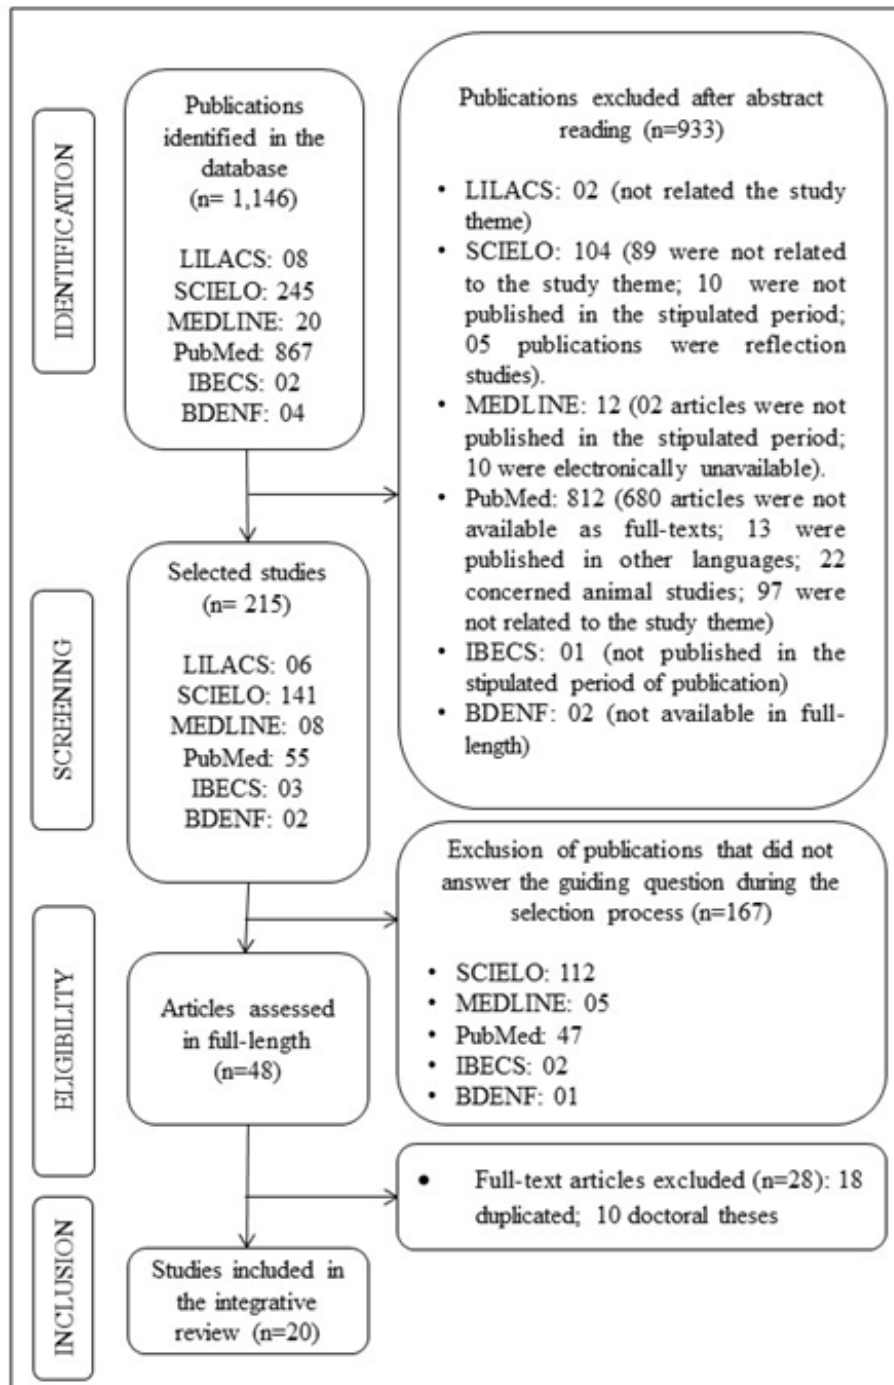 IDENTIFICATION
Publications
identified in the
database
(n= 1,146)
LILACS: 08
SCIELO: 245
MEDLINE: 20
PubMed: 867
IBECS: 02
BDENF: 04
Publications excluded after abstract
reading (n=933)
• LILACS: 02 (not related the study
theme)
• SCIELO: 104 (89 were not related
to the study theme; 10 were not
published in the stipulated period;
05 publications were reflection
studies).
• MEDLINE: 12 (02 articles were not
published in the stipulated period;
10 were electronically unavailable).
• PubMed: 812 (680 articles were not
available as full-texts; 13 were
published in other languages; 22
concerned animal studies; 97 were
not related to the study theme)
• IBECS: 01 (not published in the
stipulated period of publication)
• BDENF: 02 (not available in full-
length)
SCREENING
Selected studies
(n= 215)
LILACS: 06
SCIELO: 141
MEDLINE: 08
PubMed: 55
IBECS: 03
BDENF: 02
Exclusion of publications that did not
answer the guiding question during the
selection process (n=167)
• SCIELO: 112
• MEDLINE: 05
• PubMed: 47
• IBECS: 02
• BDENF: 01
ELIGIBILITY
Articles assessed
in full-length
(n=48)
• Full-text articles excluded (n=28): 18
duplicated; 10 doctoral theses
INCLUSION
Studies included in
the integrative
review (n=20)